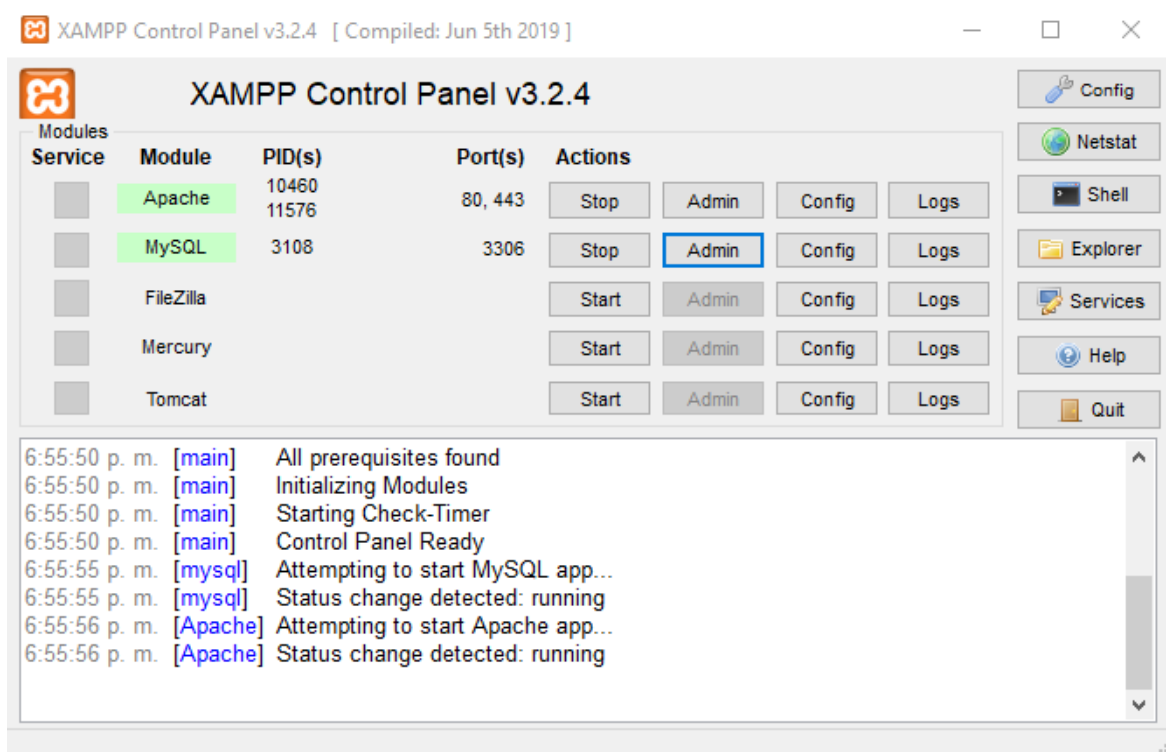 XAMPP Control Panel v3.2.4 [ Compiled: Jun 5th 2019 ]
XAMPP Control Panel v3.2.4
Config
Modules
Service Module PID(s) Port(s) Actions
Netstat
Apache 10460 11576 80, 443 Stop Admin Config Logs
Shell
MySQL 3108 3306 Stop Admin Config Logs
Explorer
FileZilla Start Admin Config Logs
Services
Mercury Start Admin Config Logs
Help
Tomcat Start Admin Config Logs
Quit
6:55:50 p. m. [main] All prerequisites found
6:55:50 p. m. [main] Initializing Modules
6:55:50 p. m. [main] Starting Check-Timer
6:55:50 p. m. [main] Control Panel Ready
6:55:55 p. m. [mysql] Attempting to start MySQL app...
6:55:55 p. m. [mysql] Status change detected: running
6:55:56 p. m. [Apache] Attempting to start Apache app...
6:55:56 p. m. [Apache] Status change detected: running